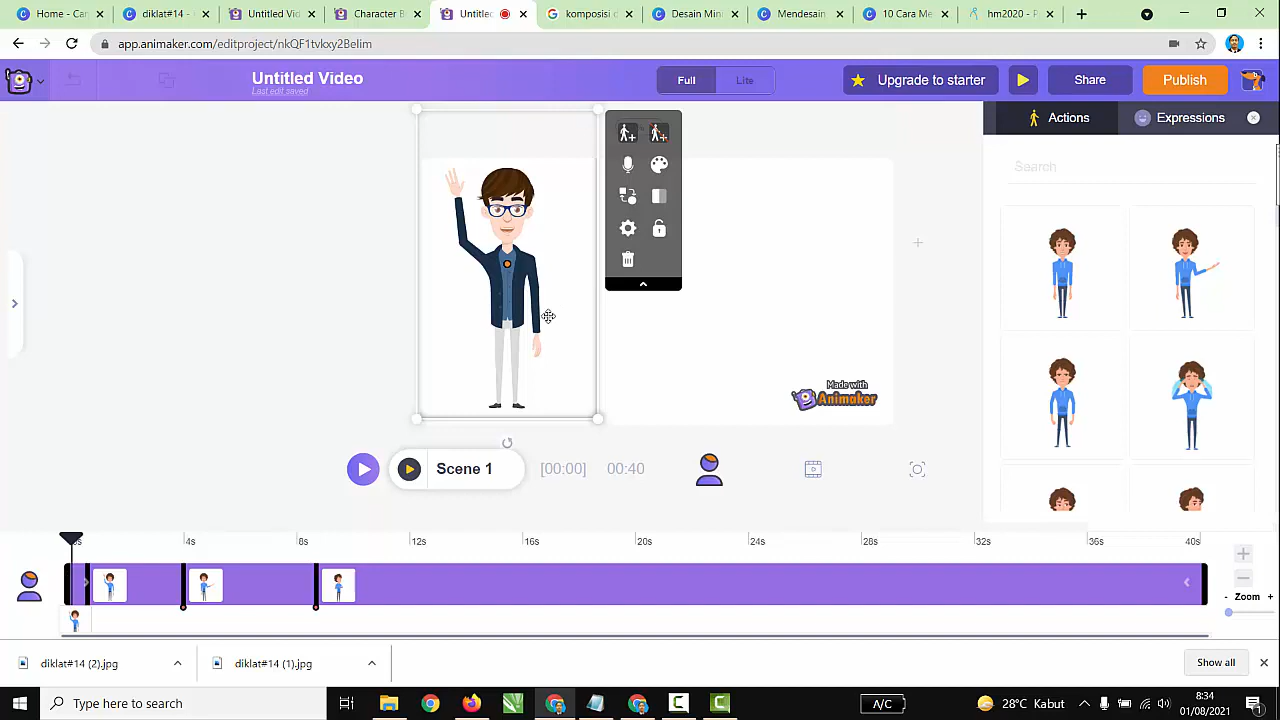 Home - Can
diklat#14 -
Untitled Vid
Character B
Untitle
komposisi d
Desain Min
Mendesain
10 Cara Me
hm2020 - P
app.animaker.com/editproject/nkQF1tvkxy2BeIim
Untitled Video
Last edit saved
Full
Lite
Upgrade to starter
Share
Publish
Actions
Expressions
Search
Made with
Animaker
Scene 1
[00:00]
00:40
4s
8s
12s
16s
20s
24s
28s
32s
36s
40s
- Zoom +
diklat#14 (2).jpg
diklat#14 (1).jpg
Show all
Type here to search
A/C
28°C Kabut
8:34
01/08/2021